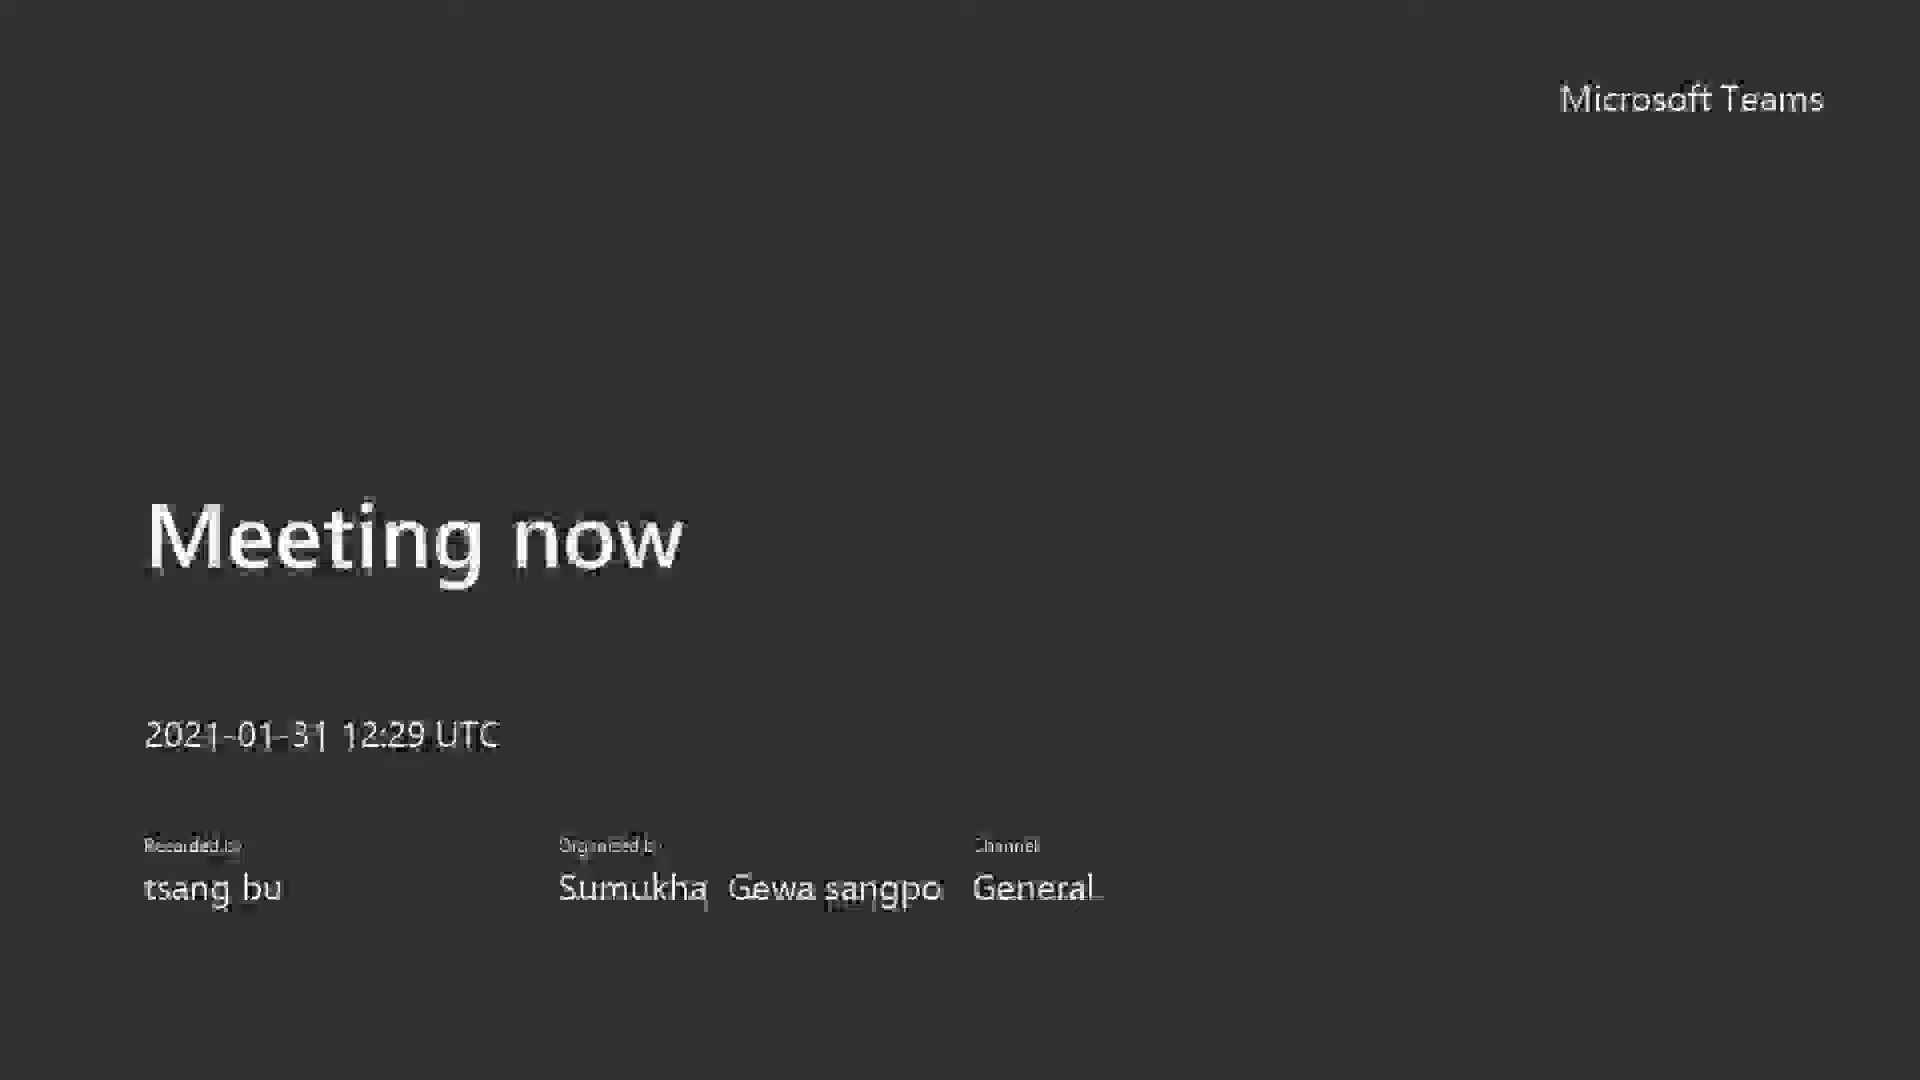 Microsoft Teams
Meeting now
2021-01-31 12:29 UTC
Recorded by Organized by Channel
tsang bu Sumukha Gewa sangpo General